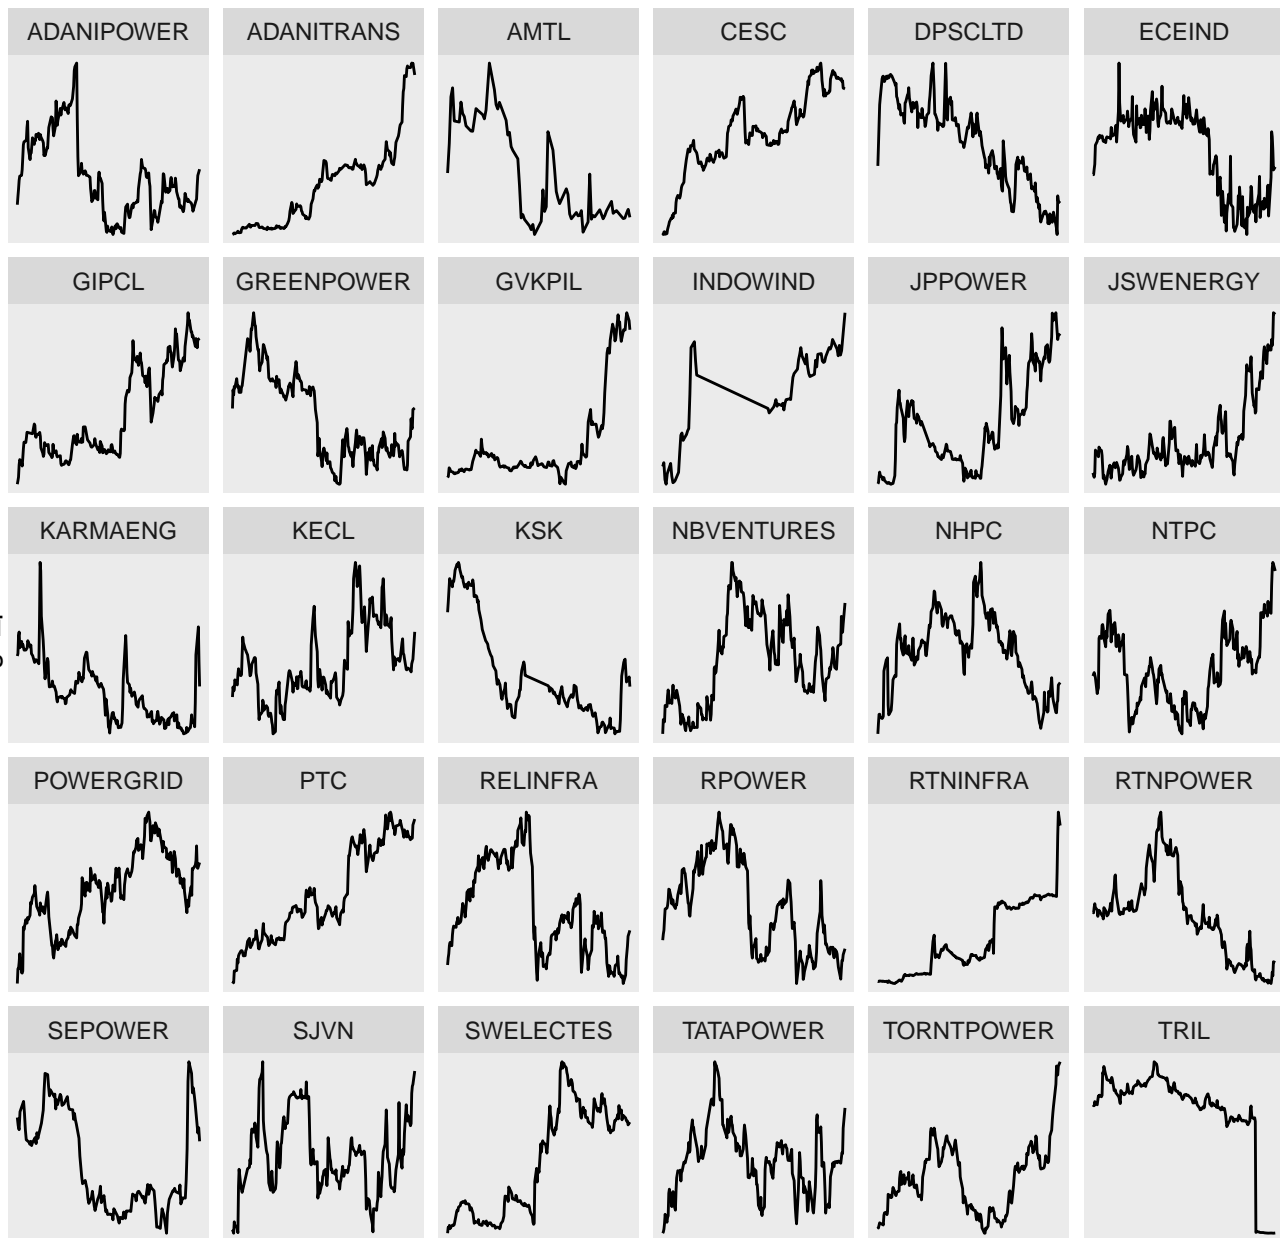 ADANIPOWER ADANITRANS AMTL CESC DPSCLTD ECEIND
GIPCL GREENPOWER GVKPIL INDOWIND JPPOWER JSWENERGY
KARMAENG KECL KSK NBVENTURES NHPC NTPC
POWERGRID PTC RELINFRA RPOWER RTNINFRA RTNPOWER
SEPOWER SJVN SWELECTES TATAPOWER TORNTPOWER TRIL